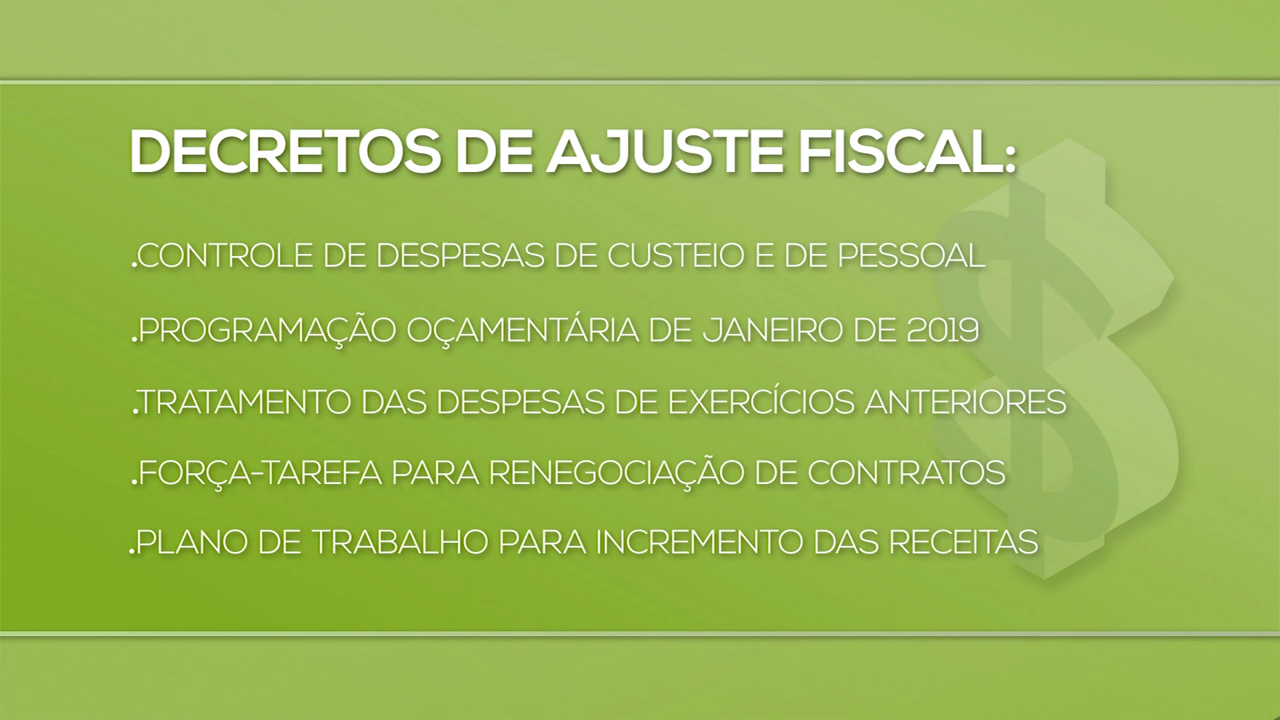 DECRETOS DE AJUSTE FISCAL:
.CONTROLE DE DESPESAS DE CUSTEIO E DE PESSOAL
.PROGRAMAÇÃO OÇAMENTÁRIA DE JANEIRO DE 2019
.TRATAMENTO DAS DESPESAS DE EXERCÍCIOS ANTERIORES
.FORÇA-TAREFA PARA RENEGOCIAÇÃO DE CONTRATOS
.PLANO DE TRABALHO PARA INCREMENTO DAS RECEITAS